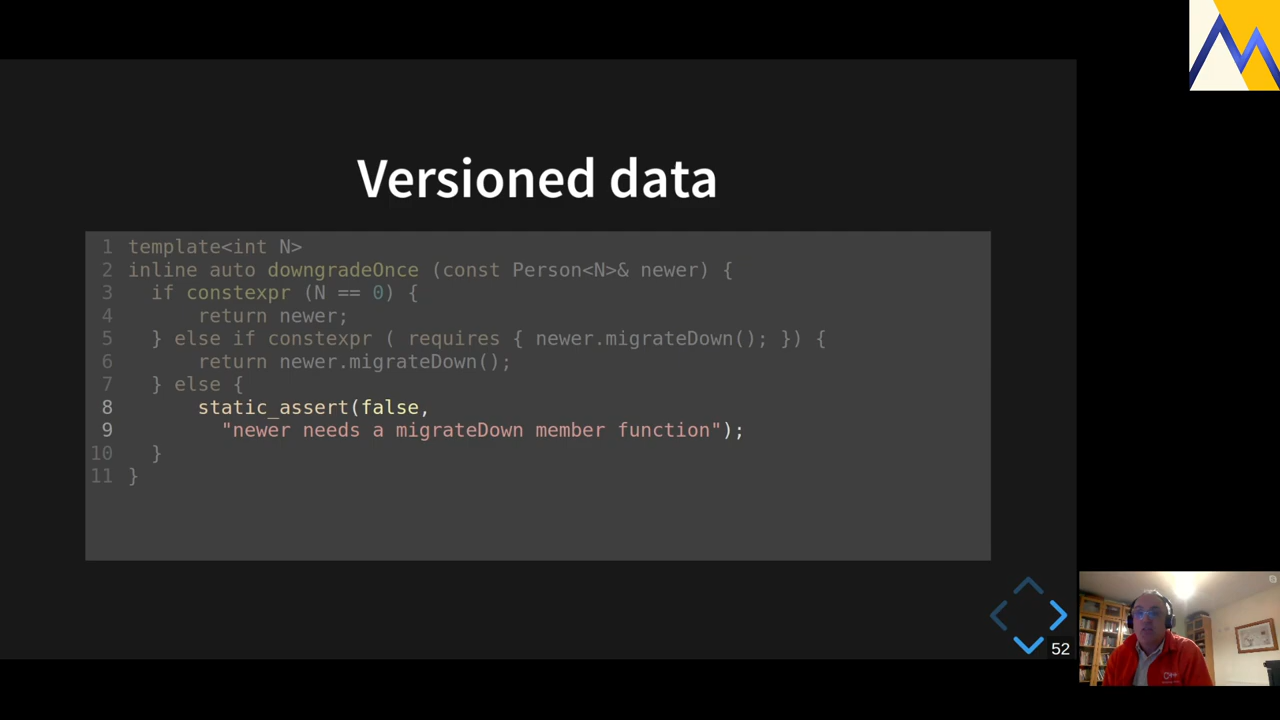 Versioned data
1 template<int N>
2 inline auto downgradeOnce (const Person<N>& newer) {
3   if constexpr (N == 0) {
4       return newer;
5   } else if constexpr ( requires { newer.migrateDown(); }) {
6       return newer.migrateDown();
7   } else {
8       static_assert(false,
9         "newer needs a migrateDown member function");
10   }
11 }
52
C++